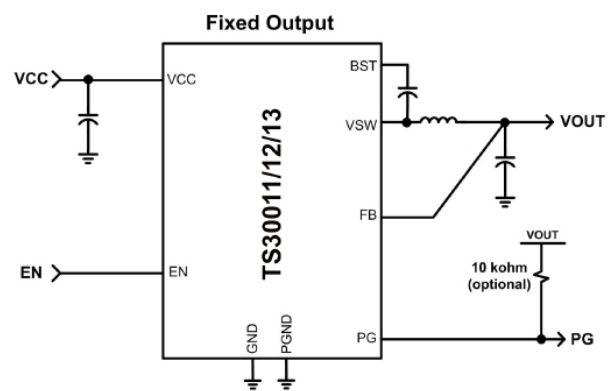 Fixed Output
VCC
VCC
BST
VSW
VOUT
TS30011/12/13
FB
VOUT
10 kohm
(optional)
EN
EN
GND
PGND
PG
PG